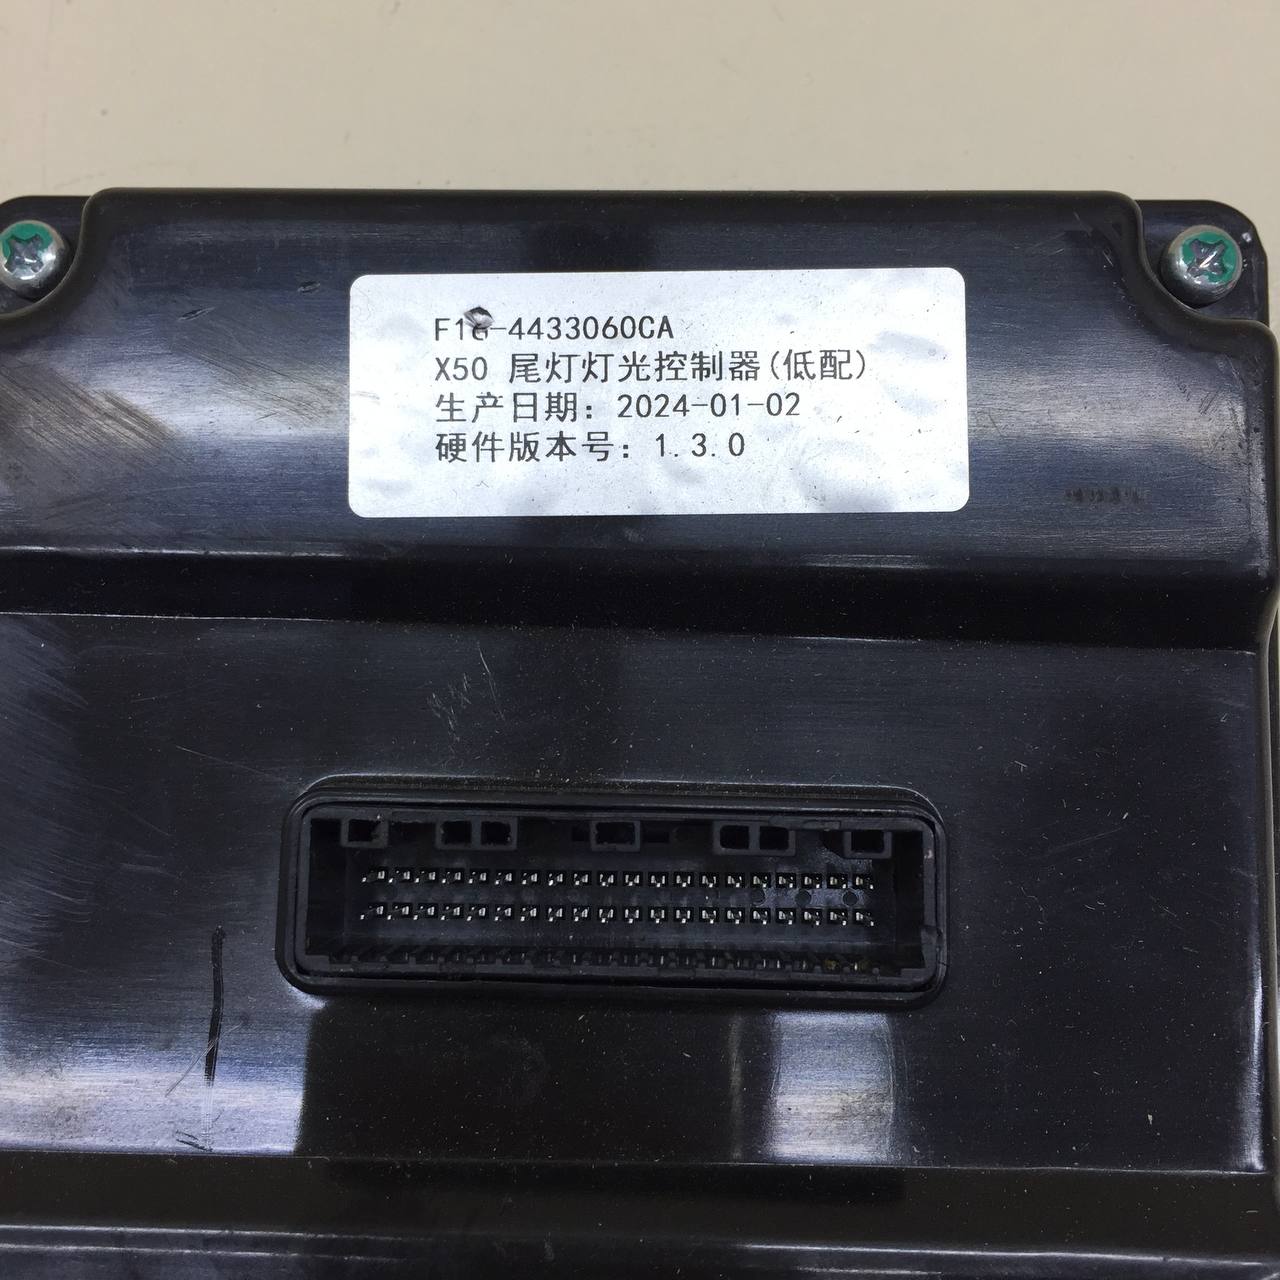 F16-4433060CA
X50 尾灯灯光控制器(低配)
生产日期: 2024-01-02
硬件版本号: 1.3.0